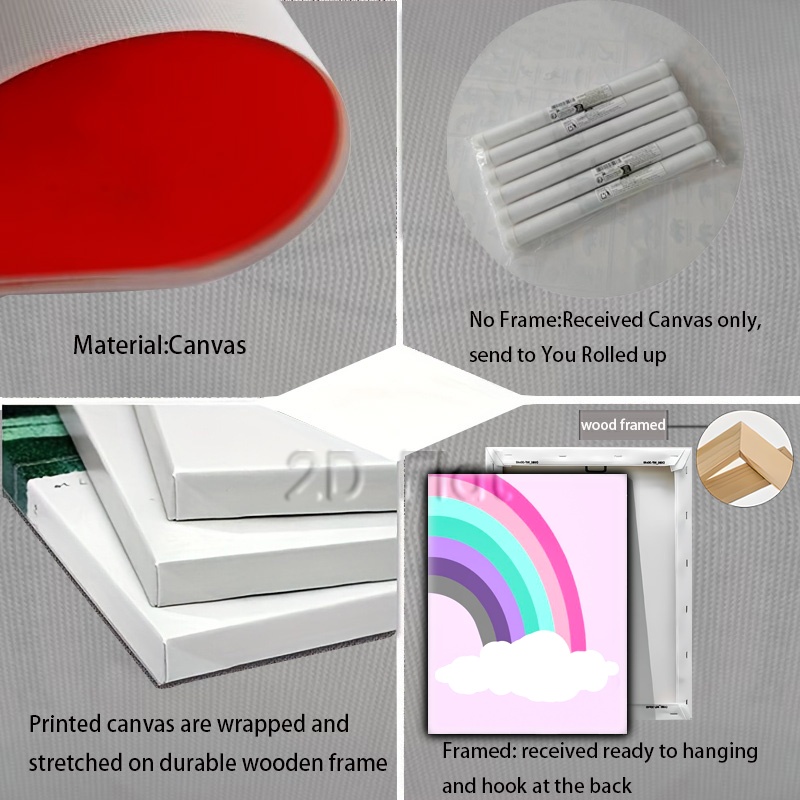 Material:Canvas
No Frame:Received Canvas only,
send to You Rolled up
2D
wood framed
Printed canvas are wrapped and
stretched on durable wooden frame
Framed: received ready to hanging
and hook at the back